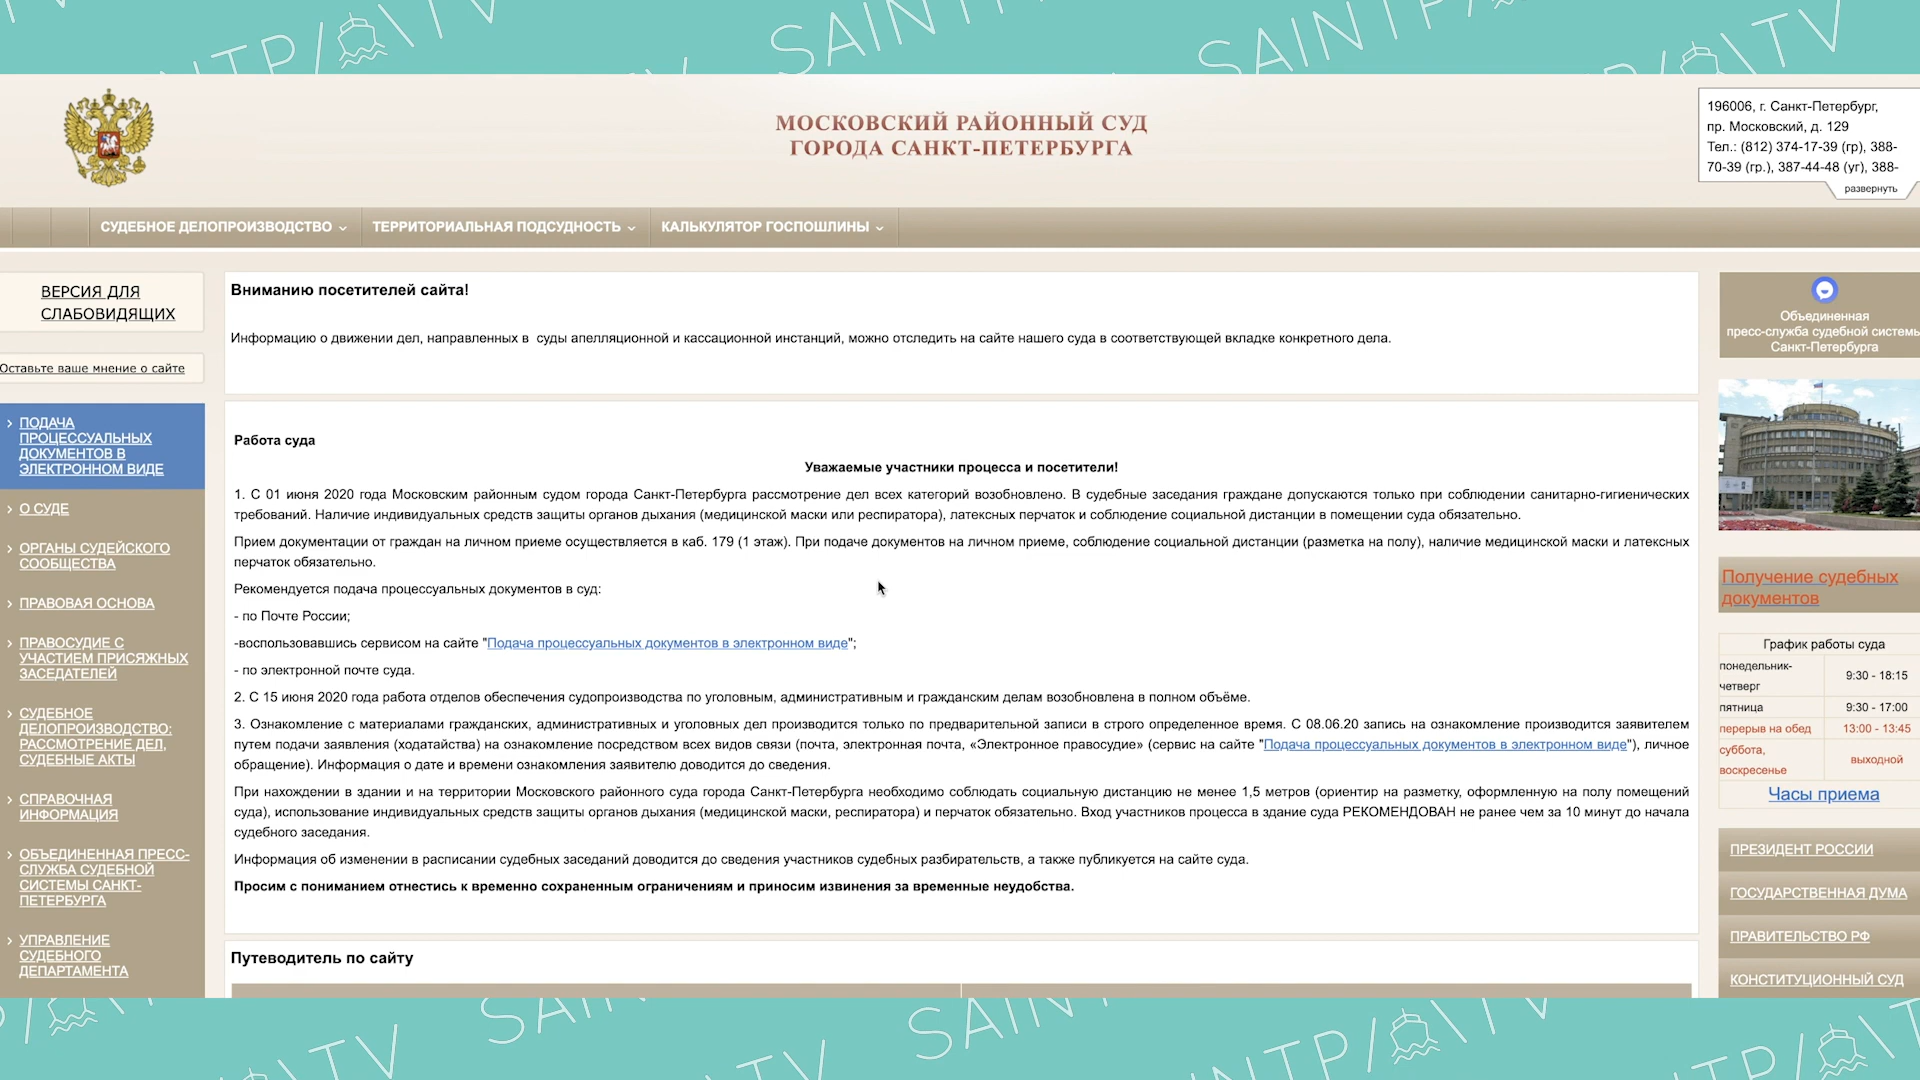 SAINTP/ TV
МОСКОВСКИЙ РАЙОННЫЙ СУД
ГОРОДА САНКТ-ПЕТЕРБУРГА
196006, г. Санкт-Петербург,
пр. Московский, д. 129
Тел.: (812) 374-17-39 (гр), 388-
70-39 (гр.), 387-44-48 (уг), 388-
развернуть
СУДЕБНОЕ ДЕЛОПРОИЗВОДСТВО
ТЕРРИТОРИАЛЬНАЯ ПОДСУДНОСТЬ
КАЛЬКУЛЯТОР ГОСПОШЛИНЫ
ВЕРСИЯ ДЛЯ
СЛАБОВИДЯЩИХ
Оставьте ваше мнение о сайте
ПОДАЧА
ПРОЦЕССУАЛЬНЫХ
ДОКУМЕНТОВ В
ЭЛЕКТРОННОМ ВИДЕ
О СУДЕ
ОРГАНЫ СУДЕЙСКОГО
СООБЩЕСТВА
ПРАВОВАЯ ОСНОВА
ПРАВОСУДИЕ С
УЧАСТИЕМ ПРИСЯЖНЫХ
ЗАСЕДАТЕЛЕЙ
СУДЕБНОЕ
ДЕЛОПРОИЗВОДСТВО:
РАССМОТРЕНИЕ ДЕЛ,
СУДЕБНЫЕ АКТЫ
СПРАВОЧНАЯ
ИНФОРМАЦИЯ
ОБЪЕДИНЕННАЯ ПРЕСС-
СЛУЖБА СУДЕБНОЙ
СИСТЕМЫ САНКТ-
ПЕТЕРБУРГА
УПРАВЛЕНИЕ
СУДЕБНОГО
ДЕПАРТАМЕНТА
Вниманию посетителей сайта!
Информацию о движении дел, направленных в суды апелляционной и кассационной инстанций, можно отследить на сайте нашего суда в соответствующей вкладке конкретного дела.
Работа суда
Уважаемые участники процесса и посетители!
1. С 01 июня 2020 года Московским районным судом города Санкт-Петербурга рассмотрение дел всех категорий возобновлено. В судебные заседания граждане допускаются только при соблюдении санитарно-гигиенических
требований. Наличие индивидуальных средств защиты органов дыхания (медицинской маски или респиратора), латексных перчаток и соблюдение социальной дистанции в помещении суда обязательно.
Прием документации от граждан на личном приеме осуществляется в каб. 179 (1 этаж). При подаче документов на личном приеме, соблюдение социальной дистанции (разметка на полу), наличие медицинской маски и латексных
перчаток обязательно.
Рекомендуется подача процессуальных документов в суд:
- по Почте России;
-воспользовавшись сервисом на сайте "Подача процессуальных документов в электронном виде";
- по электронной почте суда.
2. С 15 июня 2020 года работа отделов обеспечения судопроизводства по уголовным, административным и гражданским делам возобновлена в полном объёме.
3. Ознакомление с материалами гражданских, административных и уголовных дел производится только по предварительной записи в строго определенное время. С 08.06.20 запись на ознакомление производится заявителем
путем подачи заявления (ходатайства) на ознакомление посредством всех видов связи (почта, электронная почта, «Электронное правосудие» (сервис на сайте "Подача процессуальных документов в электронном виде"), личное
обращение). Информация о дате и времени ознакомления заявителю доводится до сведения.
При нахождении в здании и на территории Московского районного суда города Санкт-Петербурга необходимо соблюдать социальную дистанцию не менее 1,5 метров (ориентир на разметку, оформленную на полу помещений
суда), использование индивидуальных средств защиты органов дыхания (медицинской маски, респиратора) и перчаток обязательно. Вход участников процесса в здание суда РЕКОМЕНДОВАН не ранее чем за 10 минут до начала
судебного заседания.
Информация об изменении в расписании судебных заседаний доводится до сведения участников судебных разбирательств, а также публикуется на сайте суда.
Просим с пониманием отнестись к временно сохраненным ограничениям и приносим извинения за временные неудобства.
Путеводитель по сайту
Объединенная
пресс-служба судебной системы
Санкт-Петербурга
Получение судебных
документов
График работы суда
понедельник-
четверг
9:30 - 18:15
пятница
9:30 - 17:00
перерыв на обед
13:00 - 13:45
суббота,
воскресенье
выходной
Часы приема
ПРЕЗИДЕНТ РОССИИ
ГОСУДАРСТВЕННАЯ ДУМА
ПРАВИТЕЛЬСТВО РФ
КОНСТИТУЦИОННЫЙ СУД